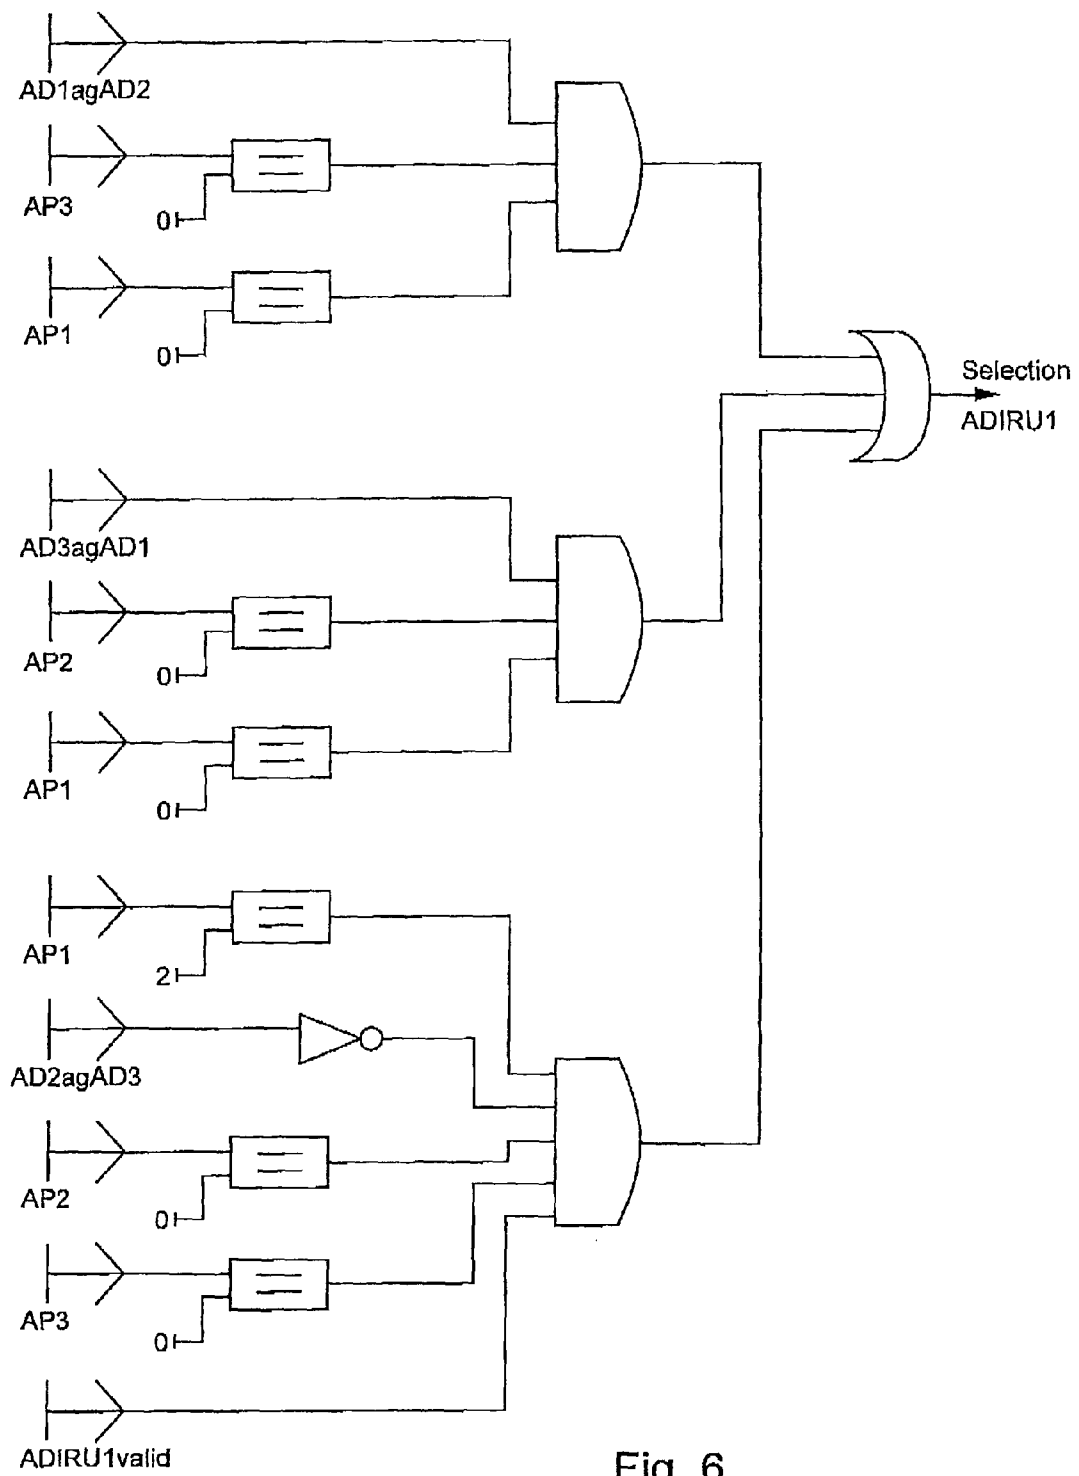 AD1agAD2
AP3
0
AP1
0
Selection
ADIRU1
AD3agAD1
AP2
0
AP1
0
AP1
2
AD2agAD3
AP2
0
AP3
0
ADIRU1valid
Fig. 6